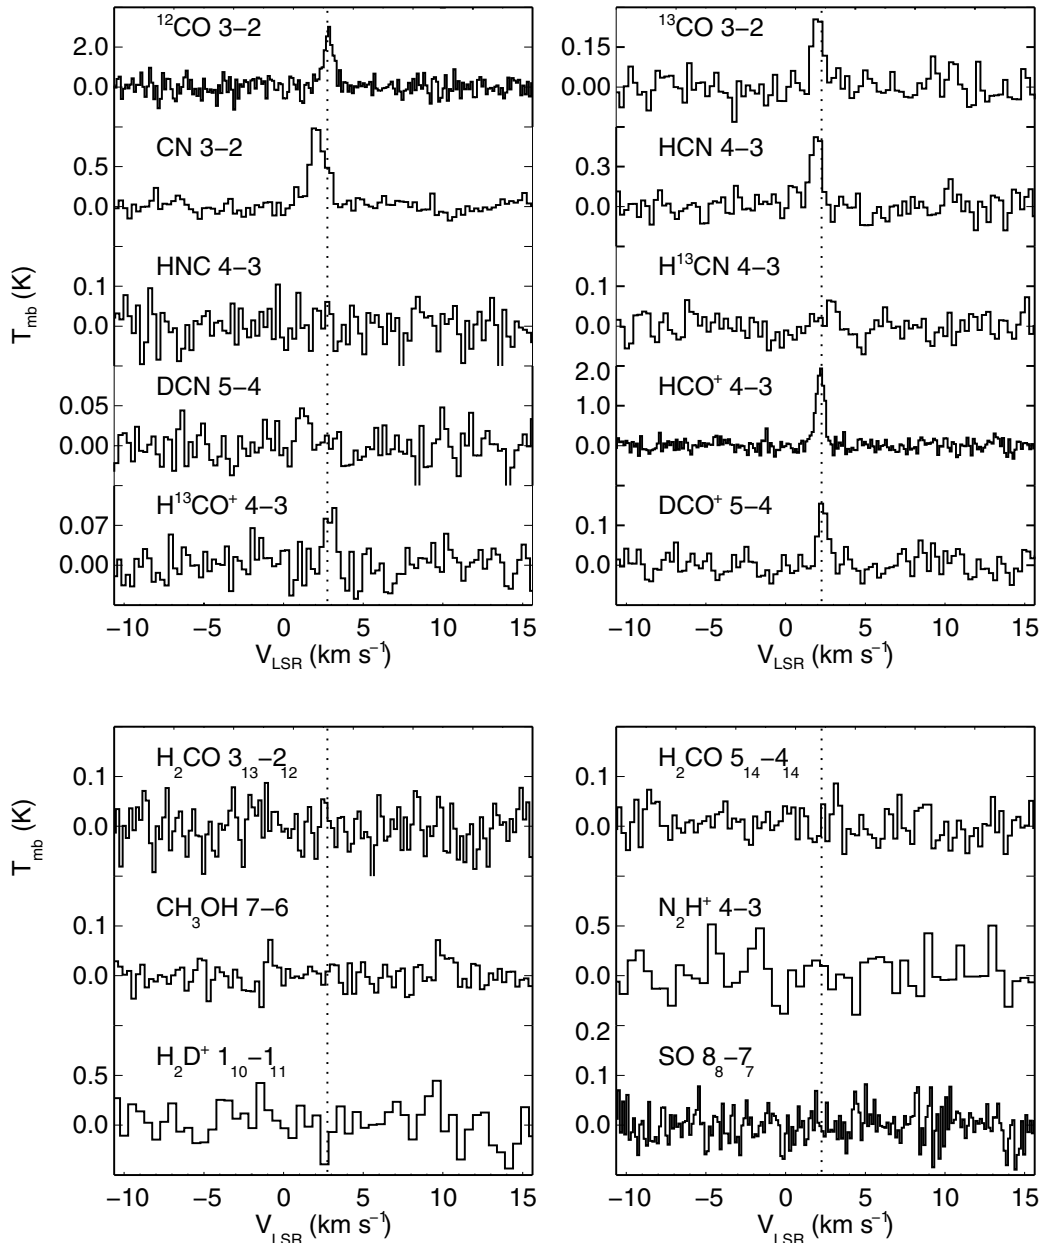 ¹²CO 3−2
2.0
0.0
CN 3−2
0.5
0.0
HNC 4−3
0.1
0.0
DCN 5−4
0.05
0.00
H¹³CO⁺ 4−3
0.07
0.00
T_mb (K)
−10 −5 0 5 10 15
V_LSR (km s⁻¹)
¹³CO 3−2
0.15
0.00
HCN 4−3
0.3
0.0
H¹³CN 4−3
0.1
0.0
HCO⁺ 4−3
2.0
1.0
0.0
DCO⁺ 5−4
0.1
0.0
−10 −5 0 5 10 15
V_LSR (km s⁻¹)
H₂CO 3₁₃−2₁₂
0.1
0.0
CH₃OH 7−6
0.1
0.0
H₂D⁺ 1₁₀−1₁₁
0.5
0.0
T_mb (K)
−10 −5 0 5 10 15
V_LSR (km s⁻¹)
H₂CO 5₁₄−4₁₄
0.1
0.0
N₂H⁺ 4−3
0.5
0.0
SO 8₈−7₇
0.2
0.1
0.0
−10 −5 0 5 10 15
V_LSR (km s⁻¹)